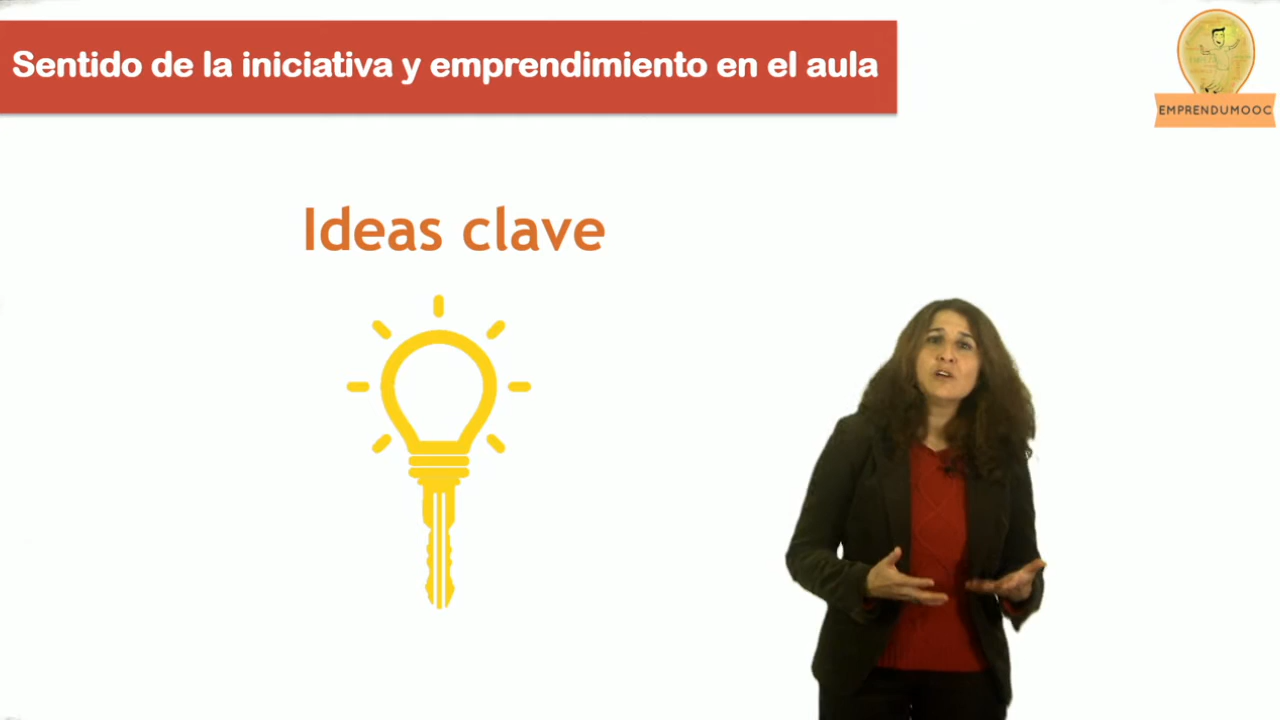 Sentido de la iniciativa y emprendimiento en el aula
EMPRENDUMOOC
Ideas clave